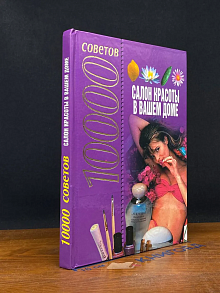 10000 советов
САЛОН КРАСОТЫ В ВАШЕМ ДОМЕ
советов
10000
САЛОН КРАСОТЫ
В ВАШЕМ ДОМЕ